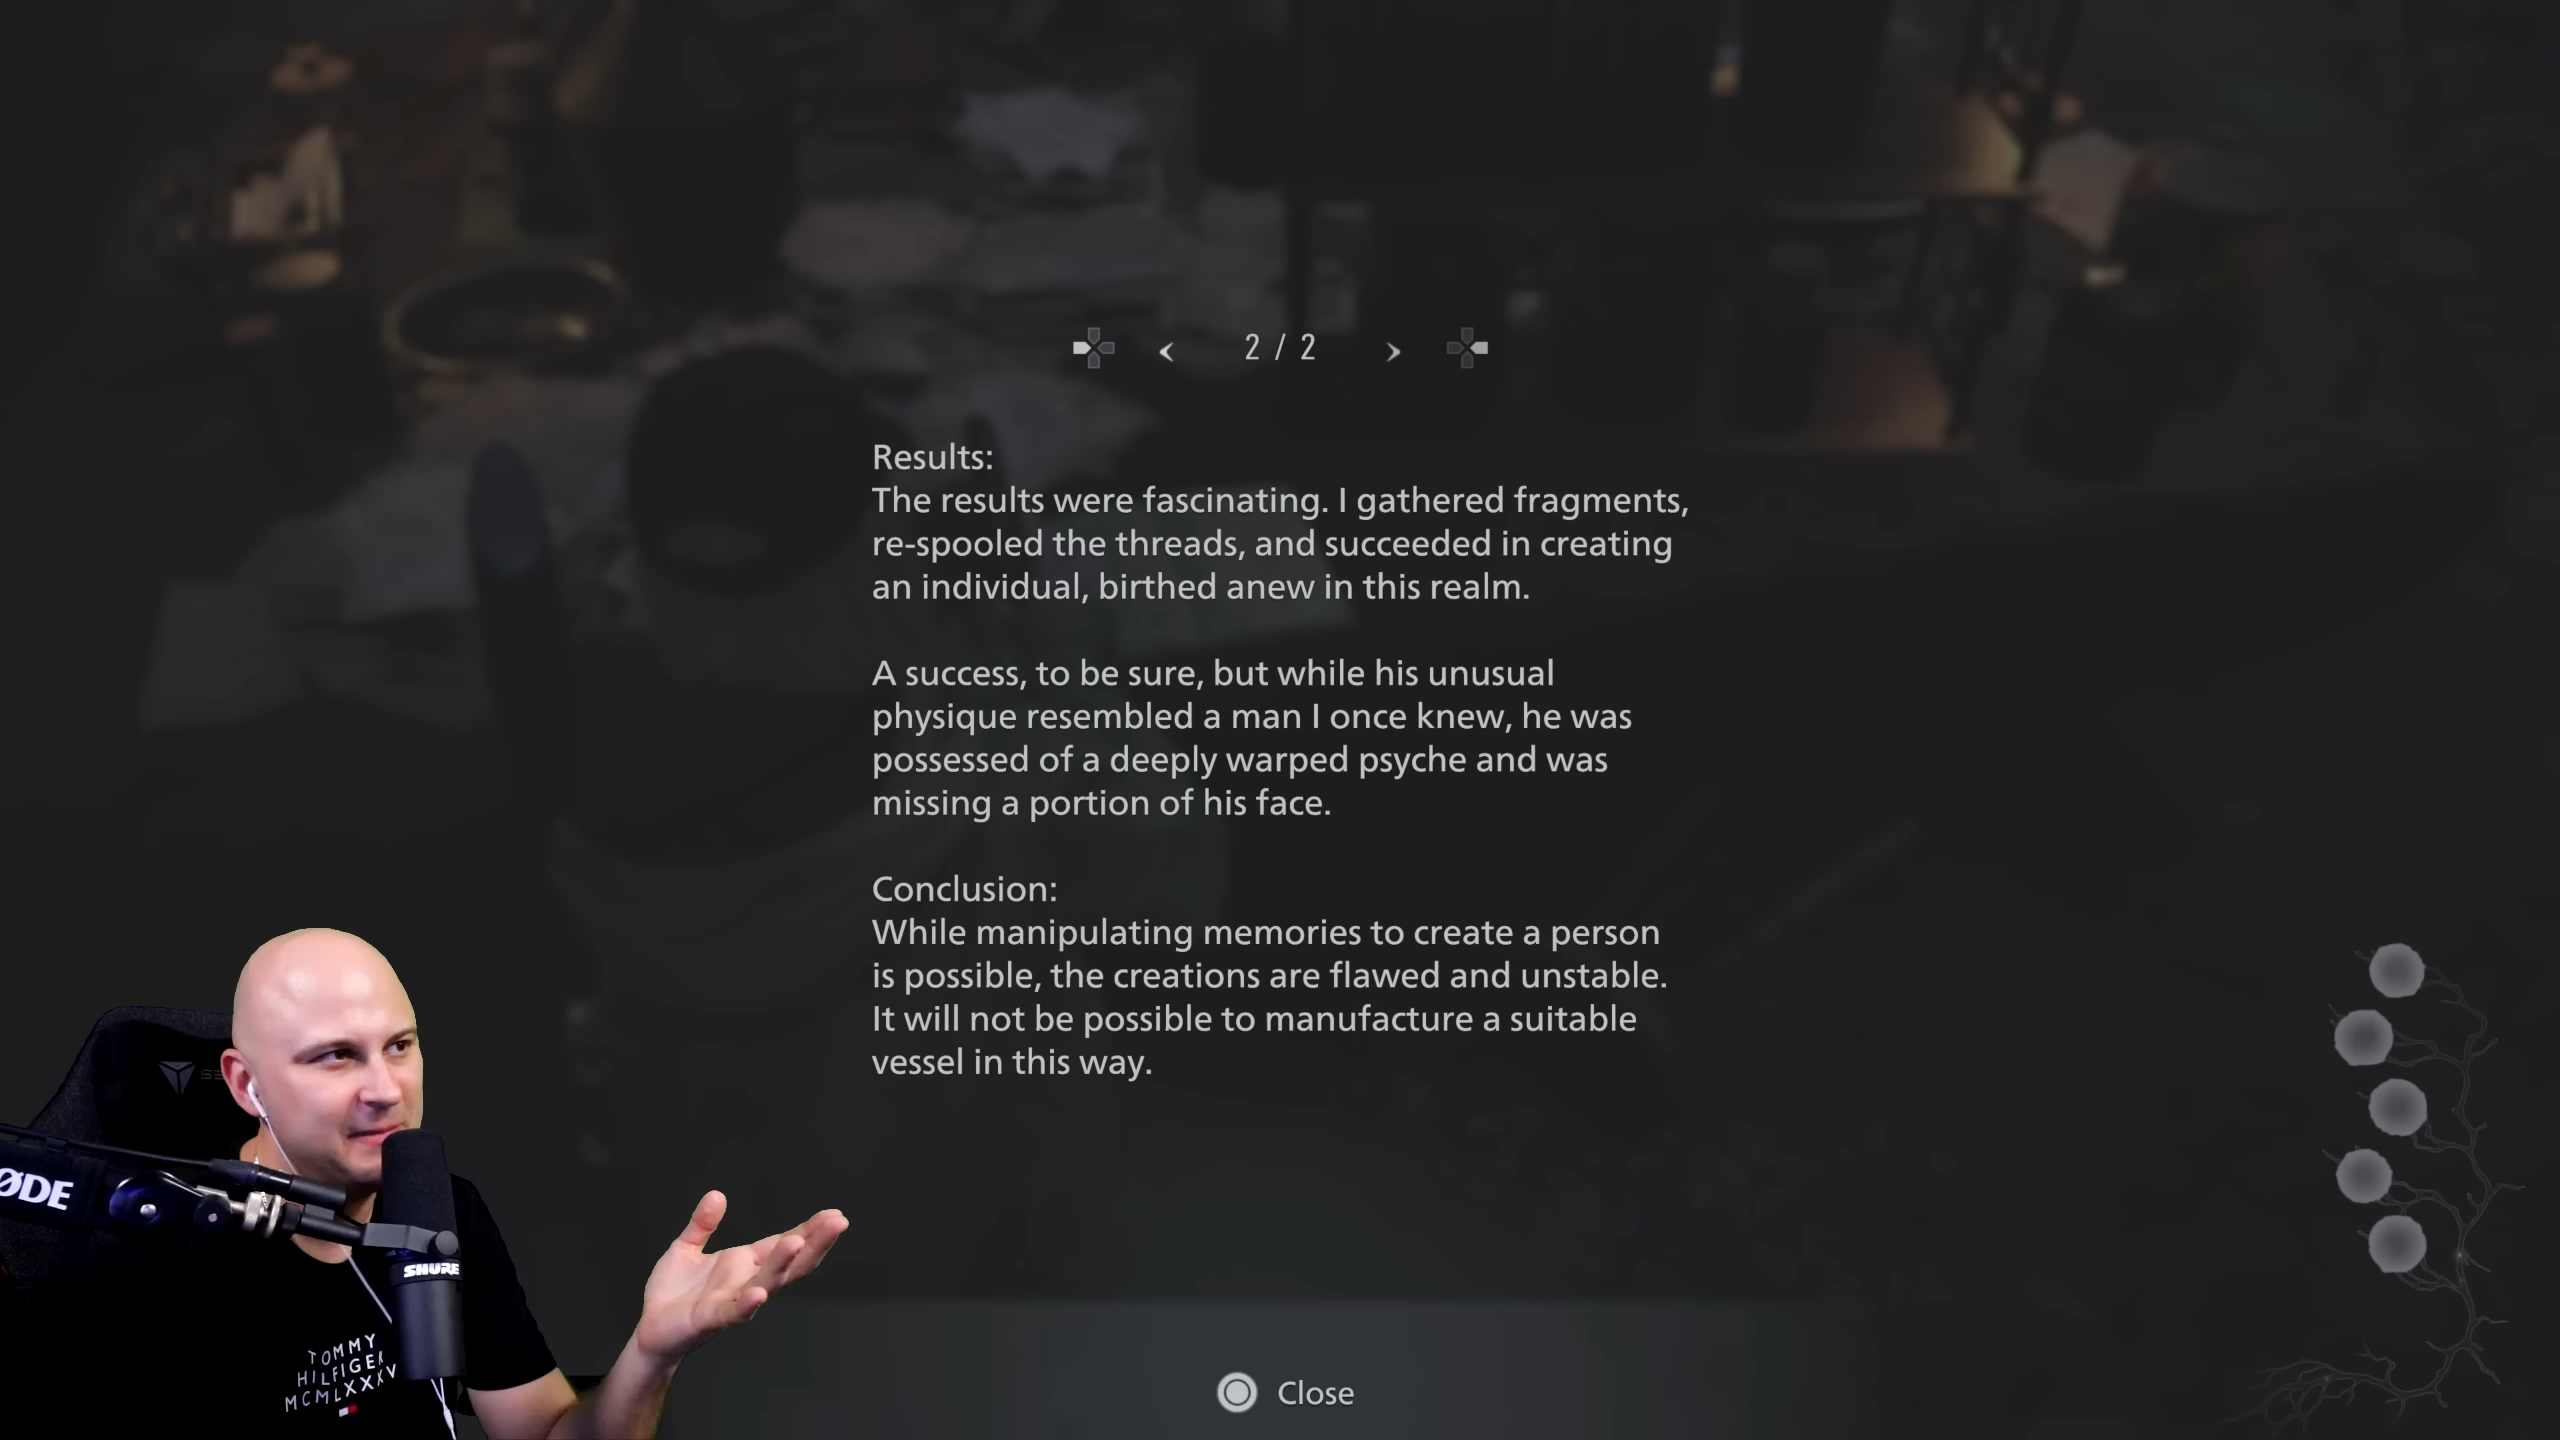 2 / 2
Results:
The results were fascinating. I gathered fragments,
re-spooled the threads, and succeeded in creating
an individual, birthed anew in this realm.
A success, to be sure, but while his unusual
physique resembled a man I once knew, he was
possessed of a deeply warped psyche and was
missing a portion of his face.
Conclusion:
While manipulating memories to create a person
is possible, the creations are flawed and unstable.
It will not be possible to manufacture a suitable
vessel in this way.
ØDE
SHURE
TOMMY
HILFIGER
MCMLXXXV
Close